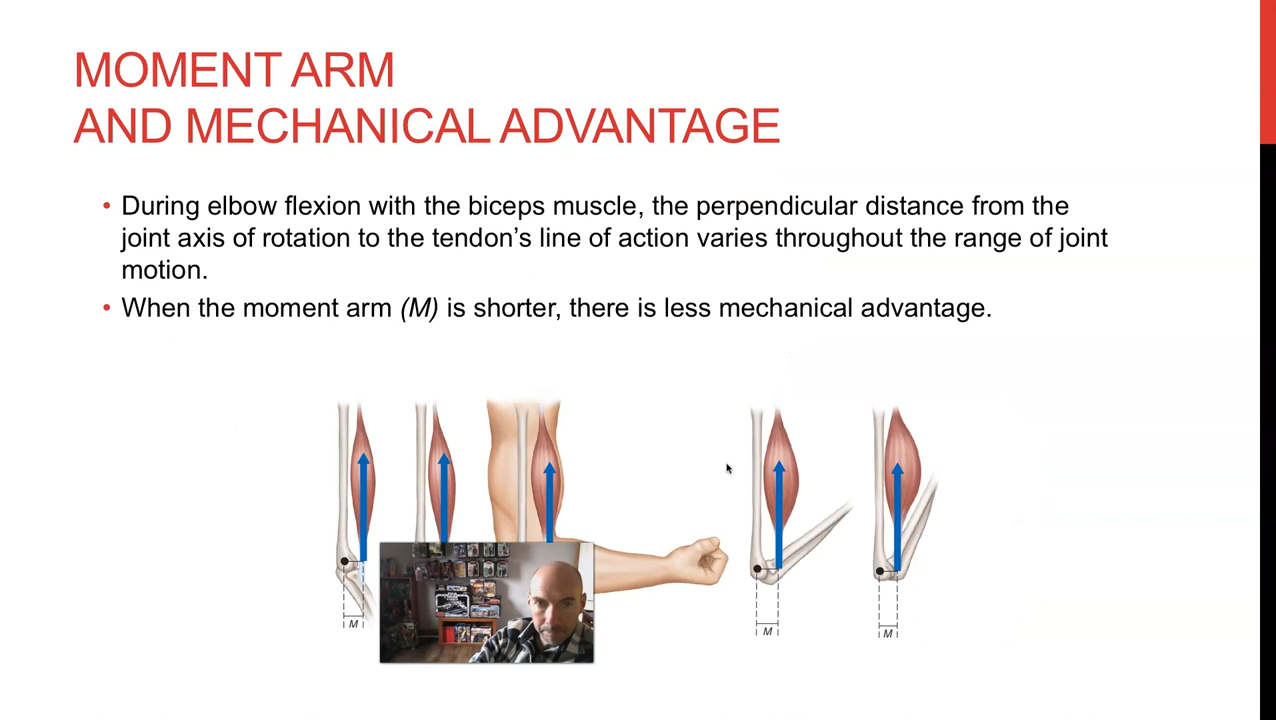 MOMENT ARM
AND MECHANICAL ADVANTAGE
• During elbow flexion with the biceps muscle, the perpendicular distance from the
joint axis of rotation to the tendon’s line of action varies throughout the range of joint
motion.
• When the moment arm (M) is shorter, there is less mechanical advantage.
M
M
M